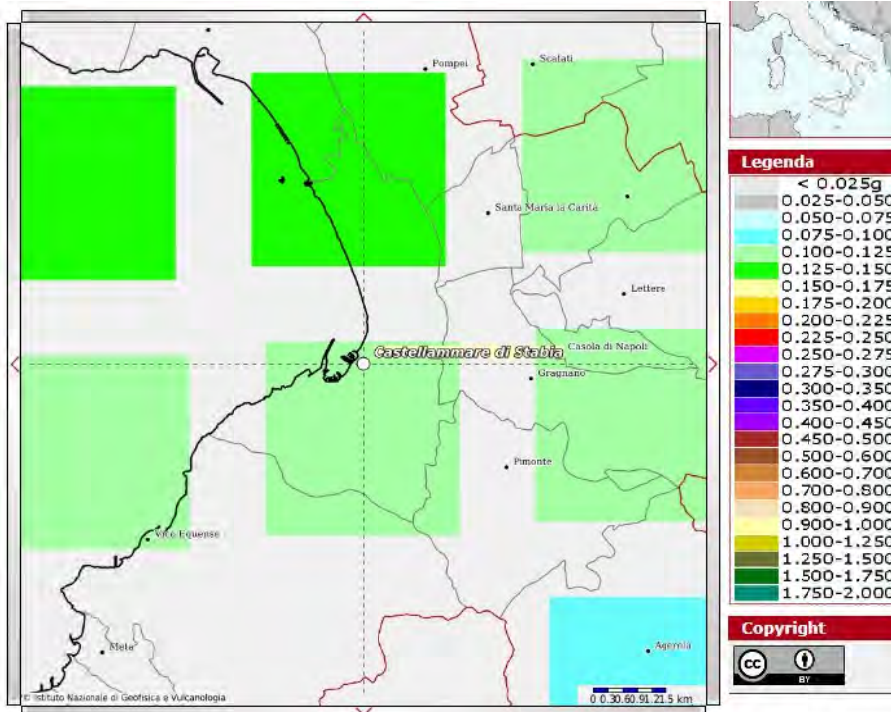 Pompei
Scafati
Santa Maria la Carità
Lettere
Castellammare di Stabia
Casola di Napoli
Gragnano
Pimonte
Vico Equense
Meta
Agerola
© Istituto Nazionale di Geofisica e Vulcanologia
0 0.30.60.91.21.5 km
Legenda
< 0.025g
0.025-0.050
0.050-0.075
0.075-0.100
0.100-0.125
0.125-0.150
0.150-0.175
0.175-0.200
0.200-0.225
0.225-0.250
0.250-0.275
0.275-0.300
0.300-0.350
0.350-0.400
0.400-0.450
0.450-0.500
0.500-0.600
0.600-0.700
0.700-0.800
0.800-0.900
0.900-1.000
1.000-1.250
1.250-1.500
1.500-1.750
1.750-2.000
Copyright
cc
BY